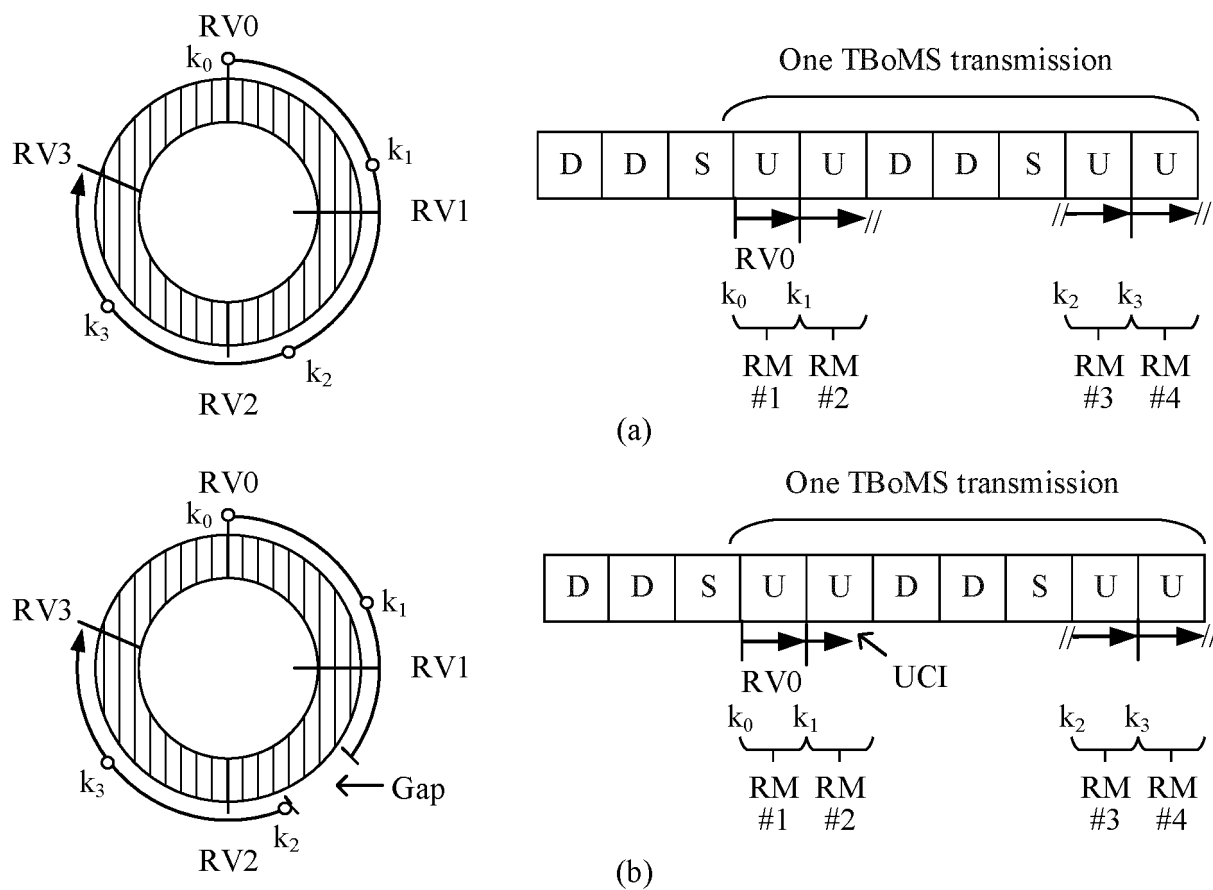 RV0
k0
k1
RV3
RV1
k3
k2
RV2
One TBoMS transmission
D D S U U D D S U U
// // //
RV0
k0 k1 k2 k3
RM RM RM RM
#1 #2 #3 #4
(a)
RV0
k0
k1
RV3
RV1
k3
Gap
k2
RV2
One TBoMS transmission
D D S U U D D S U U
// //
RV0 UCI
k0 k1 k2 k3
RM RM RM RM
#1 #2 #3 #4
(b)